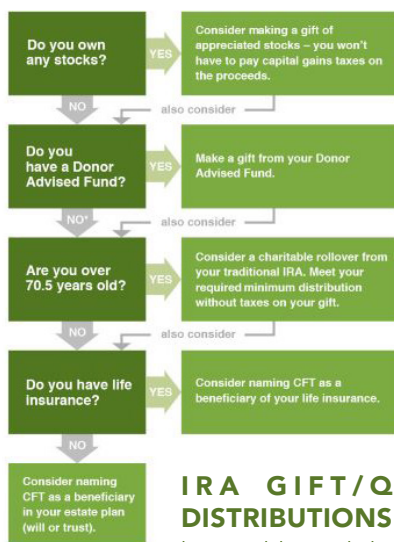 Do you own
any stocks?
YES
Consider making a gift of
appreciated stocks – you won't
have to pay capital gains taxes on
the proceeds.
NO
also consider
Do you
have a Donor
Advised Fund?
YES
Make a gift from your Donor
Advised Fund.
NO*
also consider
Are you over
70.5 years old?
YES
Consider a charitable rollover from
your traditional IRA. Meet your
required minimum distribution
without taxes on your gift.
NO
also consider
Do you have life
insurance?
YES
Consider naming CFT as a
beneficiary of your life insurance.
NO
Consider naming
CFT as a beneficiary
in your estate plan
(will or trust).
IRA GIFT/Q
DISTRIBUTIONS